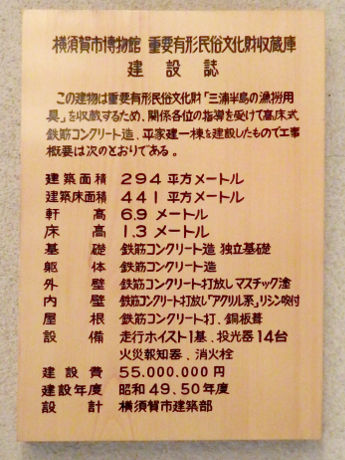 横須賀市博物館 重要有形民俗文化財収蔵庫
建設誌
この建物は重要有形民俗文化財「三浦半島の漁撈用
具」を収蔵するため、関係各位の指導を受けて高床式
鉄筋コンクリート造、平家建一棟を建設したもので工事
概要は次のとおりである。
建築面積 294 平方メートル
建築床面積 441 平方メートル
軒高 6.9 メートル
床高 1.3 メートル
基礎 鉄筋コンクリート造 独立基礎
躯体 鉄筋コンクリート造
外壁 鉄筋コンクリート打放し マスチック塗
内壁 鉄筋コンクリート打放し「アクリル系」リシン吹付
屋根 鉄筋コンクリート打、銅板葺
設備 走行ホイスト1基、投光器14台
火災報知器、消火栓
建設費 55.000.000円
建設年度 昭和49.50年度
設計 横須賀市建築部